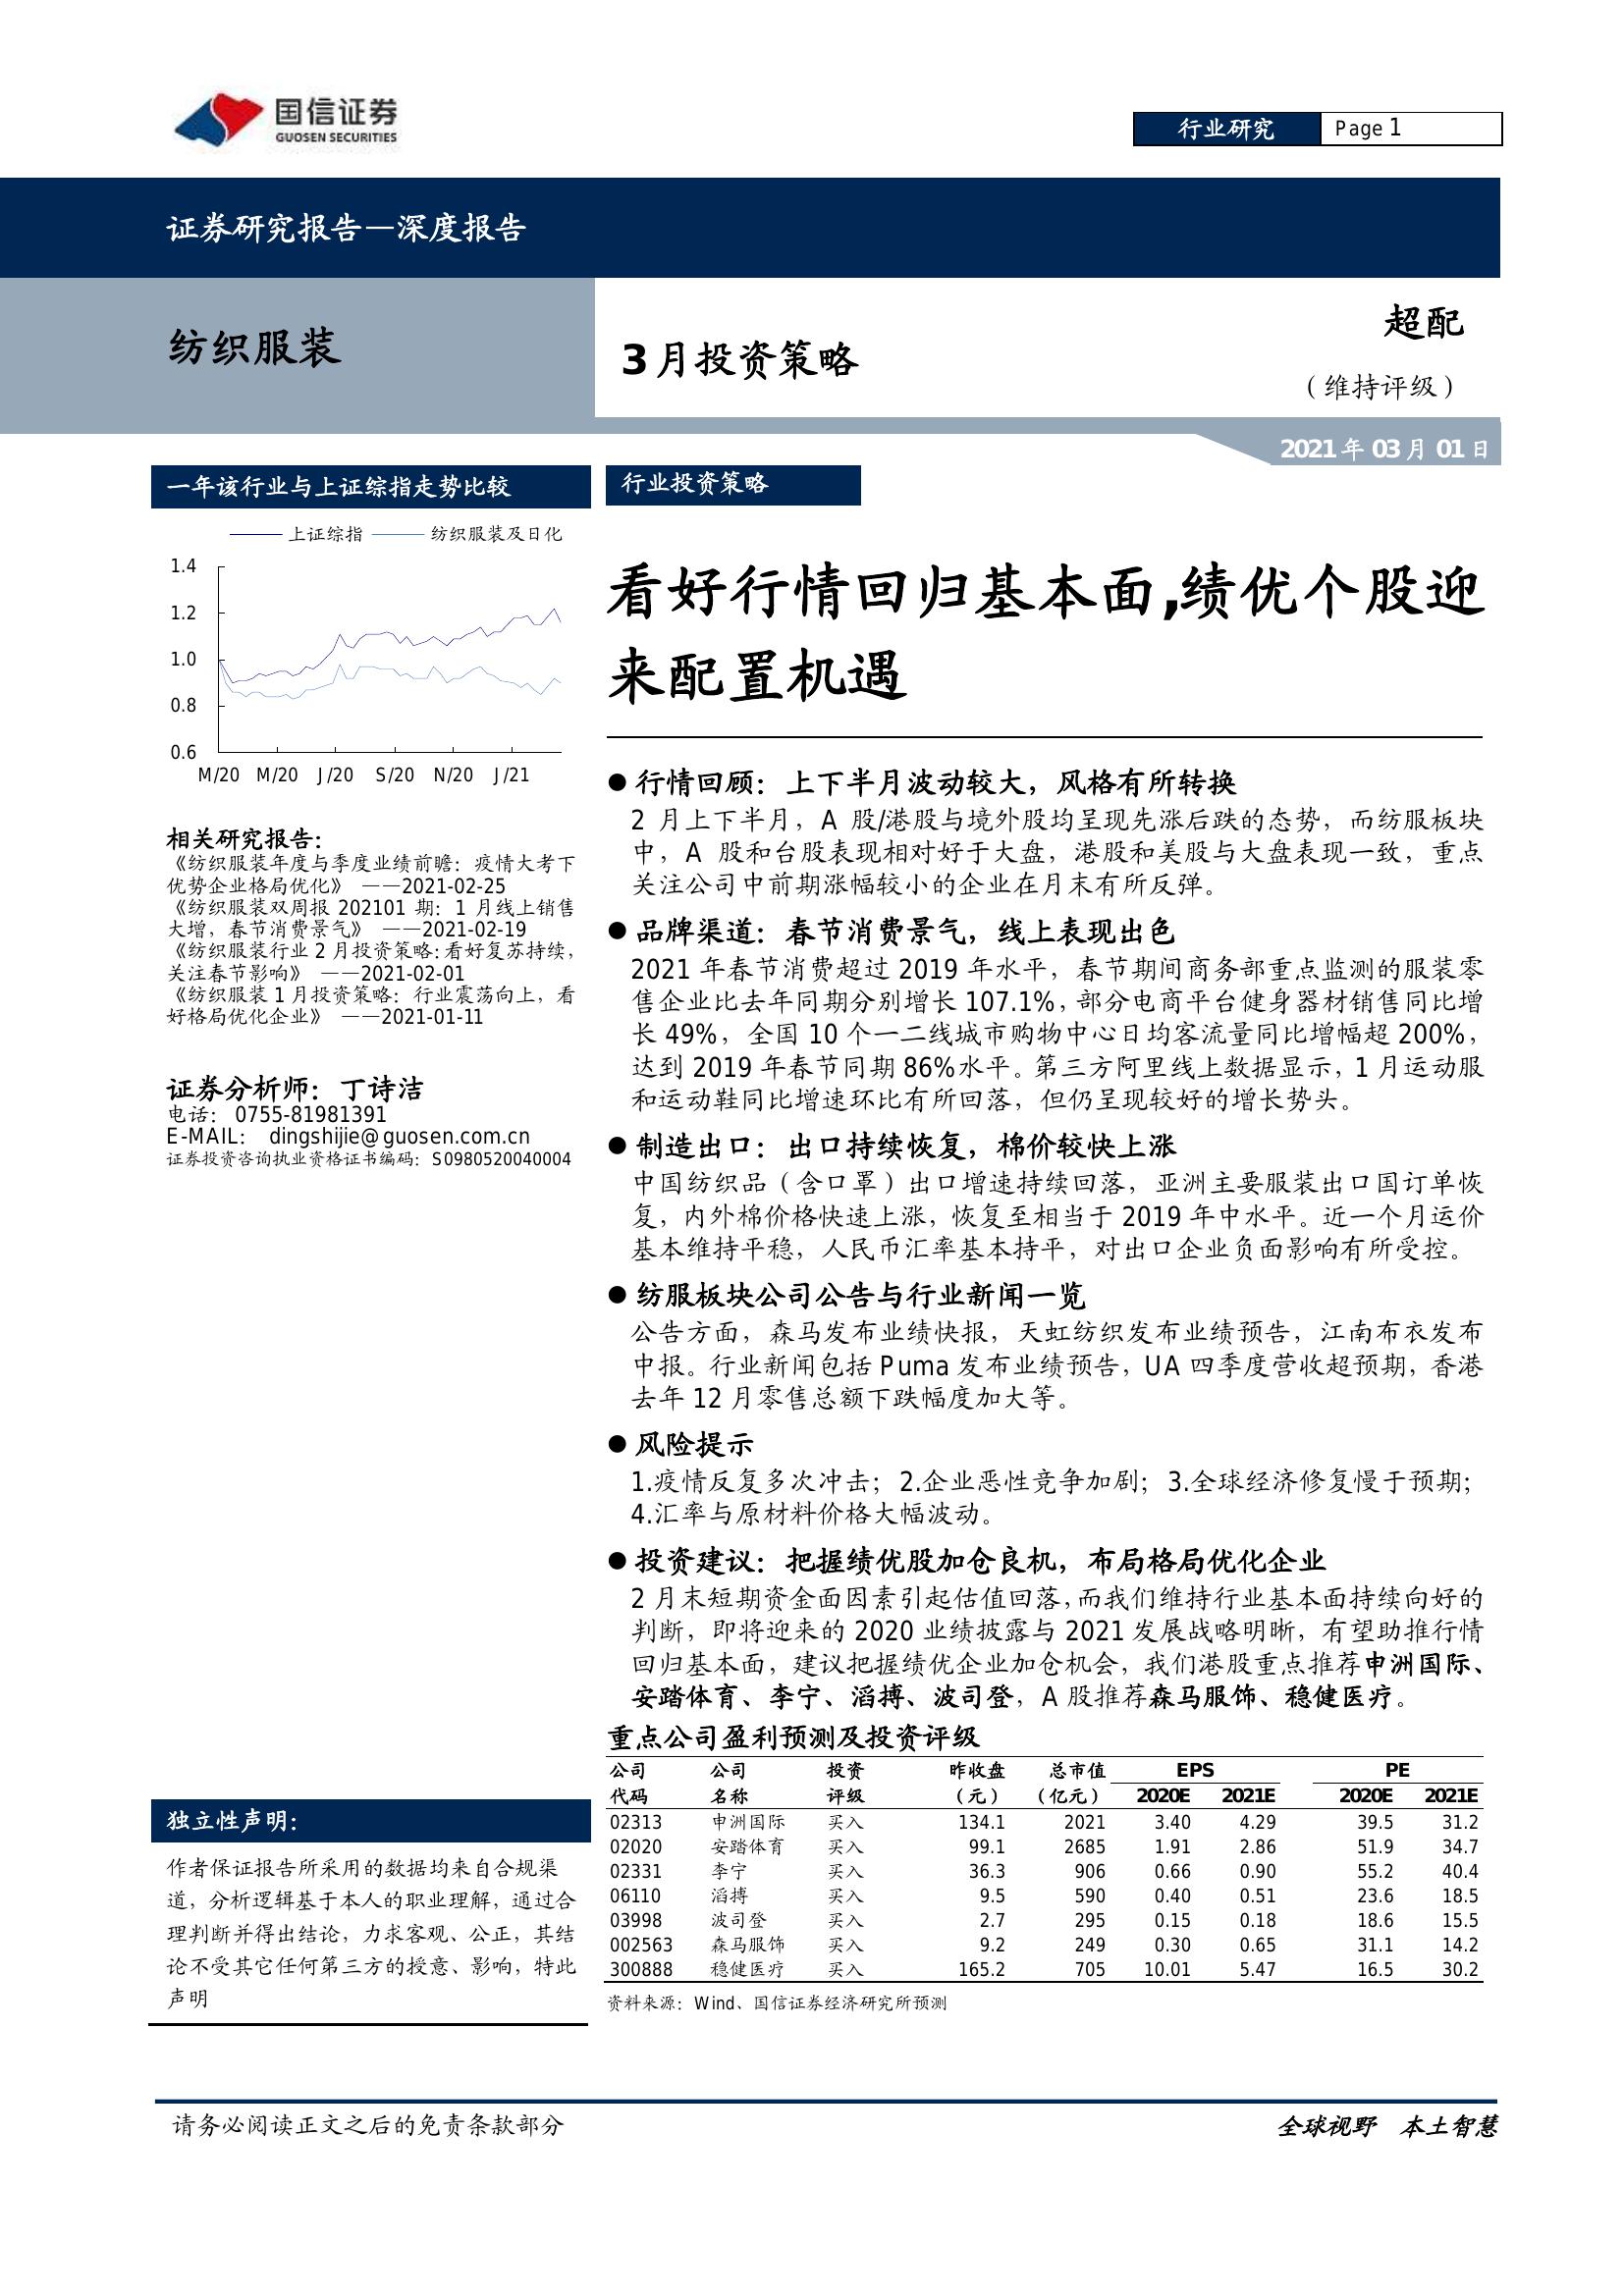 国信证券
GUOSEN SECURITIES
行业研究 Page 1
证券研究报告—深度报告
纺织服装
3 月投资策略
超配
（维持评级）
2021 年 03 月 01 日
一年该行业与上证综指走势比较
上证综指 纺织服装及日化
1.4
1.2
1.0
0.8
0.6
M/20 M/20 J/20 S/20 N/20 J/21
相关研究报告：
《纺织服装年度与季度业绩前瞻：疫情大考下
优势企业格局优化》 ——2021-02-25
《纺织服装双周报 202101 期：1 月线上销售
大增，春节消费景气》 ——2021-02-19
《纺织服装行业 2 月投资策略：看好复苏持续，
关注春节影响》 ——2021-02-01
《纺织服装 1 月投资策略：行业震荡向上，看
好格局优化企业》 ——2021-01-11
证券分析师：丁诗洁
电话： 0755-81981391
E-MAIL： dingshijie@guosen.com.cn
证券投资咨询执业资格证书编码：S0980520040004
独立性声明：
作者保证报告所采用的数据均来自合规渠
道，分析逻辑基于本人的职业理解，通过合
理判断并得出结论，力求客观、公正，其结
论不受其它任何第三方的授意、影响，特此
声明
行业投资策略
看好行情回归基本面,绩优个股迎
来配置机遇
● 行情回顾：上下半月波动较大，风格有所转换
2 月上下半月，A 股/港股与境外股均呈现先涨后跌的态势，而纺服板块
中，A 股和台股表现相对好于大盘，港股和美股与大盘表现一致，重点
关注公司中前期涨幅较小的企业在月末有所反弹。
● 品牌渠道：春节消费景气，线上表现出色
2021 年春节消费超过 2019 年水平，春节期间商务部重点监测的服装零
售企业比去年同期分别增长 107.1%，部分电商平台健身器材销售同比增
长 49%，全国 10 个一二线城市购物中心日均客流量同比增幅超 200%，
达到 2019 年春节同期 86%水平。第三方阿里线上数据显示，1 月运动服
和运动鞋同比增速环比有所回落，但仍呈现较好的增长势头。
● 制造出口：出口持续恢复，棉价较快上涨
中国纺织品（含口罩）出口增速持续回落，亚洲主要服装出口国订单恢
复，内外棉价格快速上涨，恢复至相当于 2019 年中水平。近一个月运价
基本维持平稳，人民币汇率基本持平，对出口企业负面影响有所受控。
● 纺服板块公司公告与行业新闻一览
公告方面，森马发布业绩快报，天虹纺织发布业绩预告，江南布衣发布
中报。行业新闻包括 Puma 发布业绩预告，UA 四季度营收超预期，香港
去年 12 月零售总额下跌幅度加大等。
● 风险提示
1.疫情反复多次冲击；2.企业恶性竞争加剧；3.全球经济修复慢于预期；
4.汇率与原材料价格大幅波动。
● 投资建议：把握绩优股加仓良机，布局格局优化企业
2 月末短期资金面因素引起估值回落，而我们维持行业基本面持续向好的
判断，即将迎来的 2020 业绩披露与 2021 发展战略明晰，有望助推行情
回归基本面，建议把握绩优企业加仓机会，我们港股重点推荐申洲国际、
安踏体育、李宁、滔搏、波司登，A 股推荐森马服饰、稳健医疗。
重点公司盈利预测及投资评级
公司 公司 投资 昨收盘 总市值 EPS PE
代码 名称 评级 （元） （亿元） 2020E 2021E 2020E 2021E
02313 申洲国际 买入 134.1 2021 3.40 4.29 39.5 31.2
02020 安踏体育 买入 99.1 2685 1.91 2.86 51.9 34.7
02331 李宁 买入 36.3 906 0.66 0.90 55.2 40.4
06110 滔搏 买入 9.5 590 0.40 0.51 23.6 18.5
03998 波司登 买入 2.7 295 0.15 0.18 18.6 15.5
002563 森马服饰 买入 9.2 249 0.30 0.65 31.1 14.2
300888 稳健医疗 买入 165.2 705 10.01 5.47 16.5 30.2
资料来源：Wind、国信证券经济研究所预测
请务必阅读正文之后的免责条款部分
全球视野 本土智慧